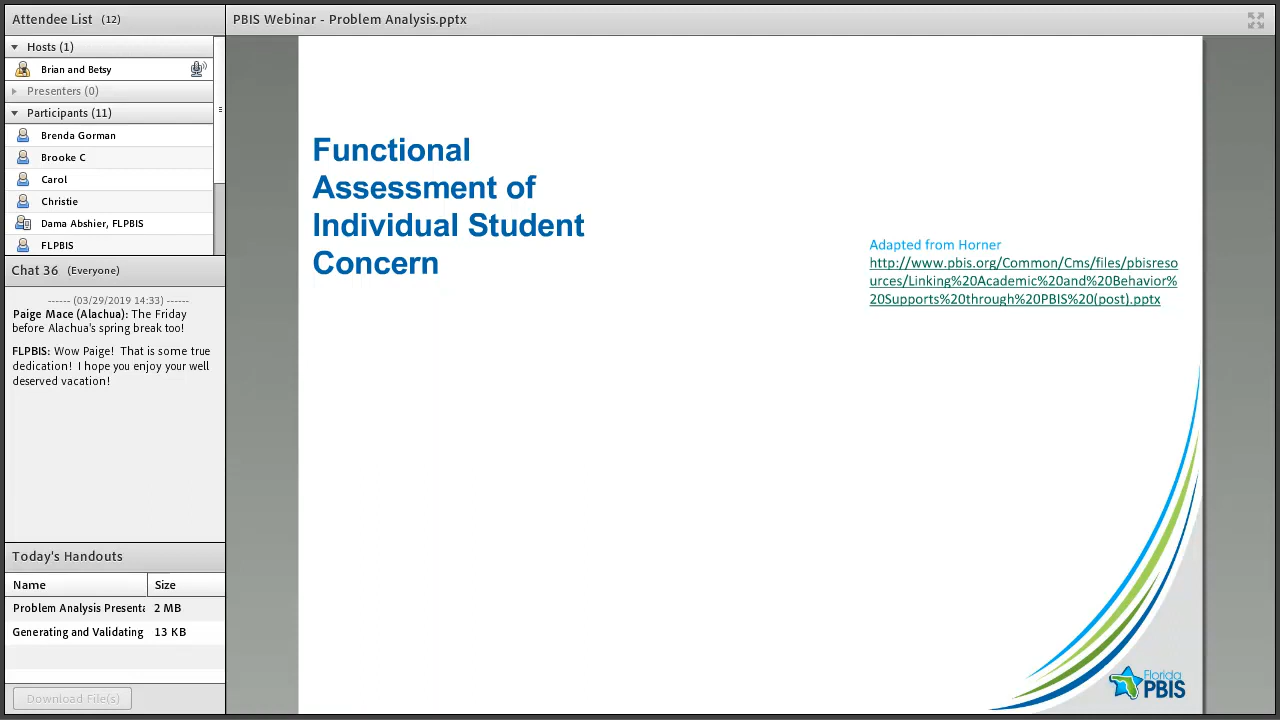 Attendee List (12)
Hosts (1)
Brian and Betsy
Presenters (0)
Participants (11)
Brenda Gorman
Brooke C
Carol
Christie
Dama Abshier, FLPBIS
FLPBIS
Chat 36 (Everyone)
------ (03/29/2019 14:33) ------
Paige Mace (Alachua): The Friday
before Alachua's spring break too!
FLPBIS: Wow Paige! That is some true
dedication! I hope you enjoy your well
deserved vacation!
Today's Handouts
Name Size
Problem Analysis Presenta 2 MB
Generating and Validating 13 KB
Download File(s)
PBIS Webinar - Problem Analysis.pptx
Functional
Assessment of
Individual Student
Concern
Adapted from Horner
http://www.pbis.org/Common/Cms/files/pbisreso
urces/Linking%20Academic%20and%20Behavior%
20Supports%20through%20PBIS%20(post).pptx
Florida
PBIS